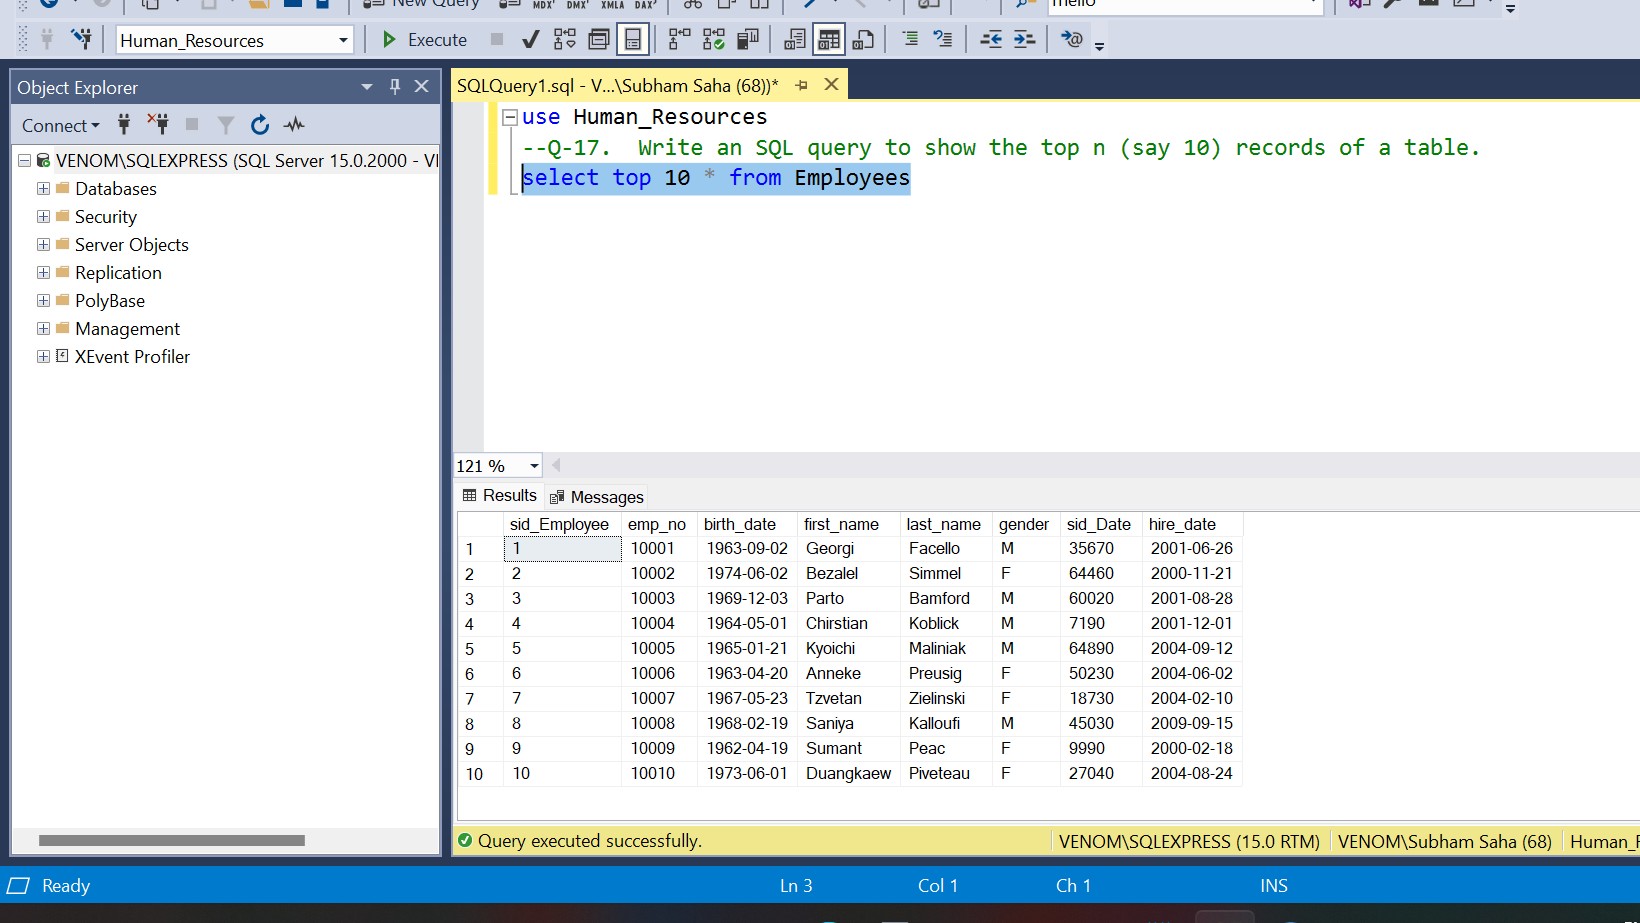 New Query MDX DMX XMLA DAX
Human_Resources Execute
Object Explorer
Connect
VENOM\SQLEXPRESS (SQL Server 15.0.2000 - VI
Databases
Security
Server Objects
Replication
PolyBase
Management
XEvent Profiler
SQLQuery1.sql - V...\Subham Saha (68))*
use Human_Resources
--Q-17.  Write an SQL query to show the top n (say 10) records of a table.
select top 10 * from Employees
121 %
Results Messages
sid_Employee emp_no birth_date first_name last_name gender sid_Date hire_date
1 1 10001 1963-09-02 Georgi Facello M 35670 2001-06-26
2 2 10002 1974-06-02 Bezalel Simmel F 64460 2000-11-21
3 3 10003 1969-12-03 Parto Bamford M 60020 2001-08-28
4 4 10004 1964-05-01 Chirstian Koblick M 7190 2001-12-01
5 5 10005 1965-01-21 Kyoichi Maliniak M 64890 2004-09-12
6 6 10006 1963-04-20 Anneke Preusig F 50230 2004-06-02
7 7 10007 1967-05-23 Tzvetan Zielinski F 18730 2004-02-10
8 8 10008 1968-02-19 Saniya Kalloufi M 45030 2009-09-15
9 9 10009 1962-04-19 Sumant Peac F 9990 2000-02-18
10 10 10010 1973-06-01 Duangkaew Piveteau F 27040 2004-08-24
Query executed successfully. VENOM\SQLEXPRESS (15.0 RTM) VENOM\Subham Saha (68) Human_
Ready Ln 3 Col 1 Ch 1 INS